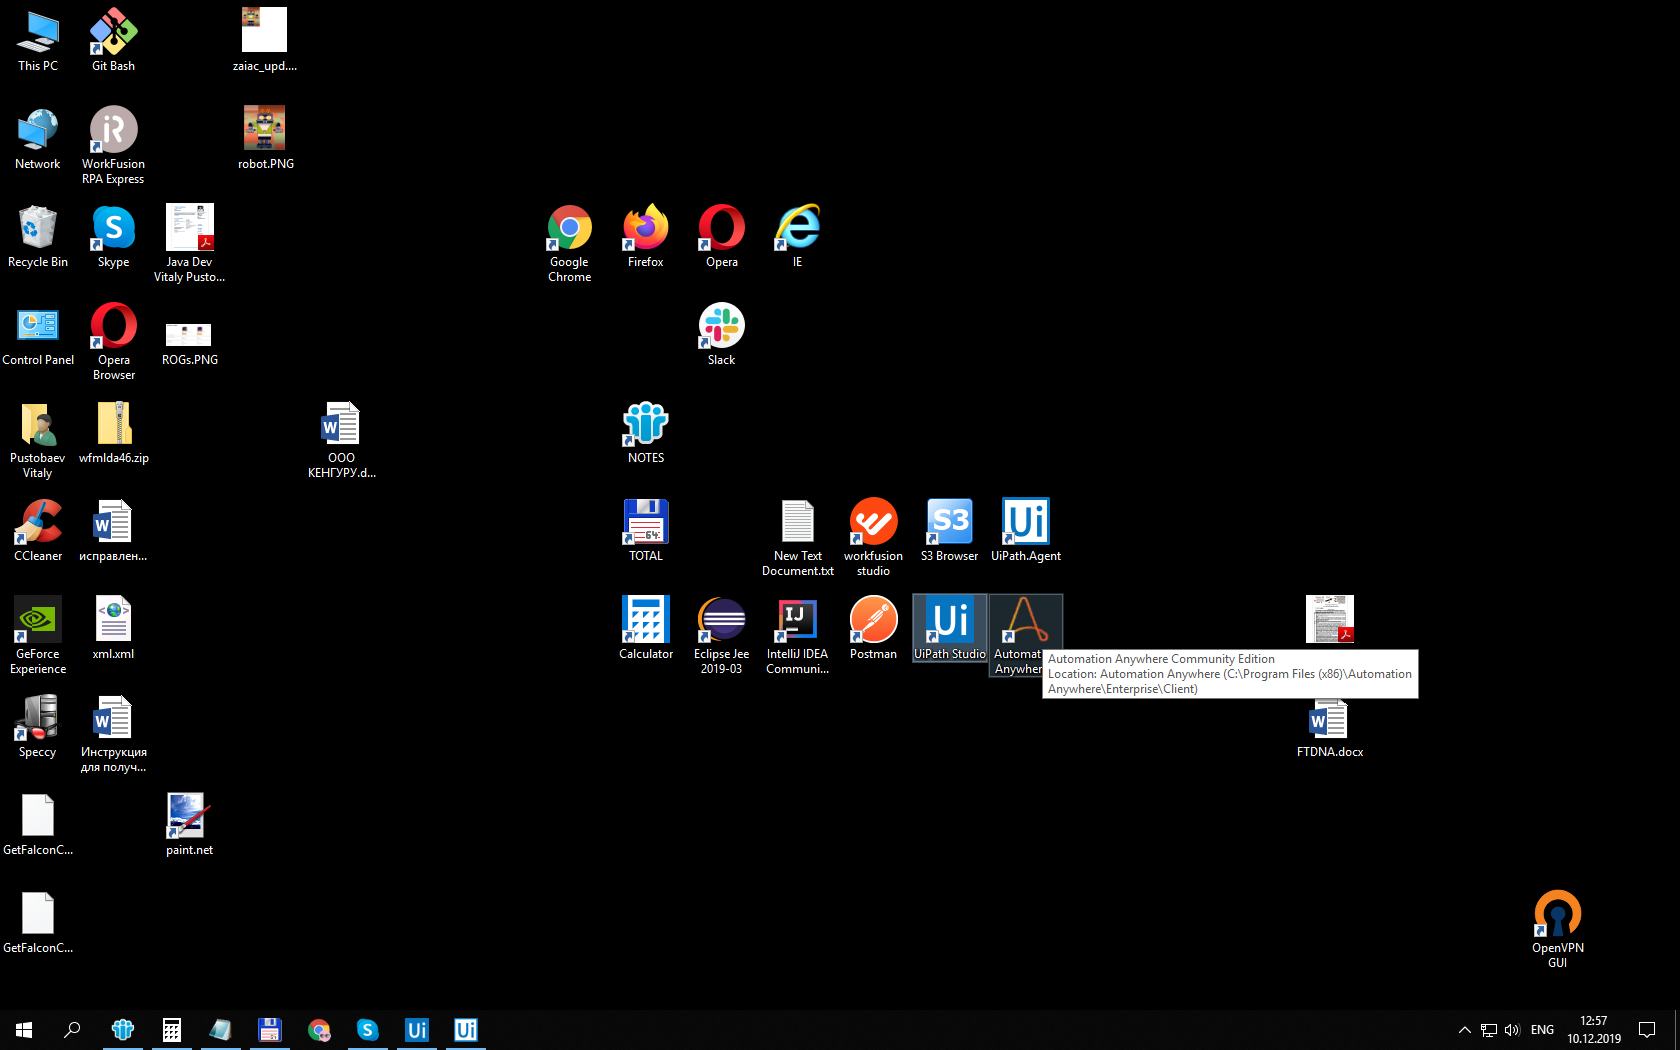 This PC
Git Bash
zaiac_upd....
Network
WorkFusion
RPA Express
robot.PNG
Recycle Bin
Skype
Java Dev
Vitaly Pusto...
Google
Chrome
Firefox
Opera
IE
Control Panel
Opera
Browser
ROGs.PNG
Slack
Pustobaev
Vitaly
wfmlda46.zip
ООО
КЕНГУРУ.d...
NOTES
CCleaner
исправлен...
TOTAL
New Text
Document.txt
workfusion
studio
S3 Browser
UiPath.Agent
GeForce
Experience
xml.xml
Calculator
Eclipse Jee
2019-03
IntelliJ IDEA
Communi...
Postman
UiPath Studio
Automat
Anywher
Automation Anywhere Community Edition
Location: Automation Anywhere (C:\Program Files (x86)\Automation
Anywhere\Enterprise\Client)
Speccy
Инструкция
для получ...
FTDNA.docx
GetFalconC...
paint.net
GetFalconC...
OpenVPN
GUI
ENG
12:57
10.12.2019